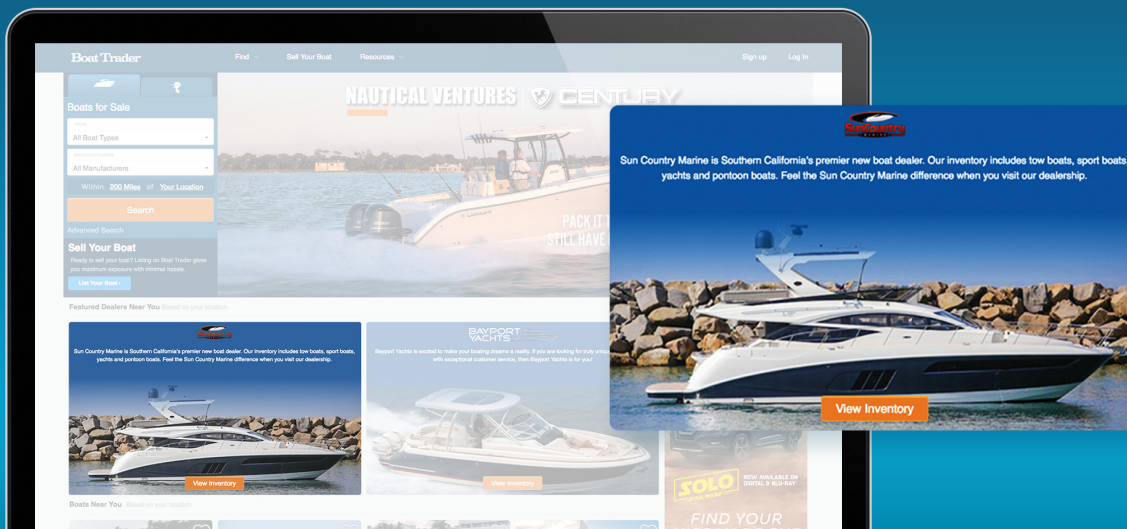 Boat Trader
Find
Sell Your Boat
Resources
Sign up
Log In
Boats for Sale
All Boat Types
All Manufacturers
Within 200 Miles of Your Location
Search
Advanced Search
Sell Your Boat
Ready to sell your boat? Listing on Boat Trader gives
you maximum exposure with minimal hassle.
List Your Boat ›
NAUTICAL VENTURES
CENTURY
PACK IT
STILL HAVE
SunCountry
MARINE
Sun Country Marine is Southern California's premier new boat dealer. Our inventory includes tow boats, sport boats,
yachts and pontoon boats. Feel the Sun Country Marine difference when you visit our dealership.
View Inventory
Featured Dealers Near You Based on your location
Sun Country Marine is Southern California's premier new boat dealer. Our inventory includes tow boats, sport boats,
yachts and pontoon boats. Feel the Sun Country Marine difference when you visit our dealership.
View Inventory
BAYPORT
YACHTS
Bayport Yachts is excited to make your boating dreams a reality. If you are looking for truly
with exceptional customer service, then Bayport Yachts is for you!
View Inventory
SOLO
NOW AVAILABLE ON
DIGITAL & BLU-RAY
FIND YOUR
Boats Near You Based on your location